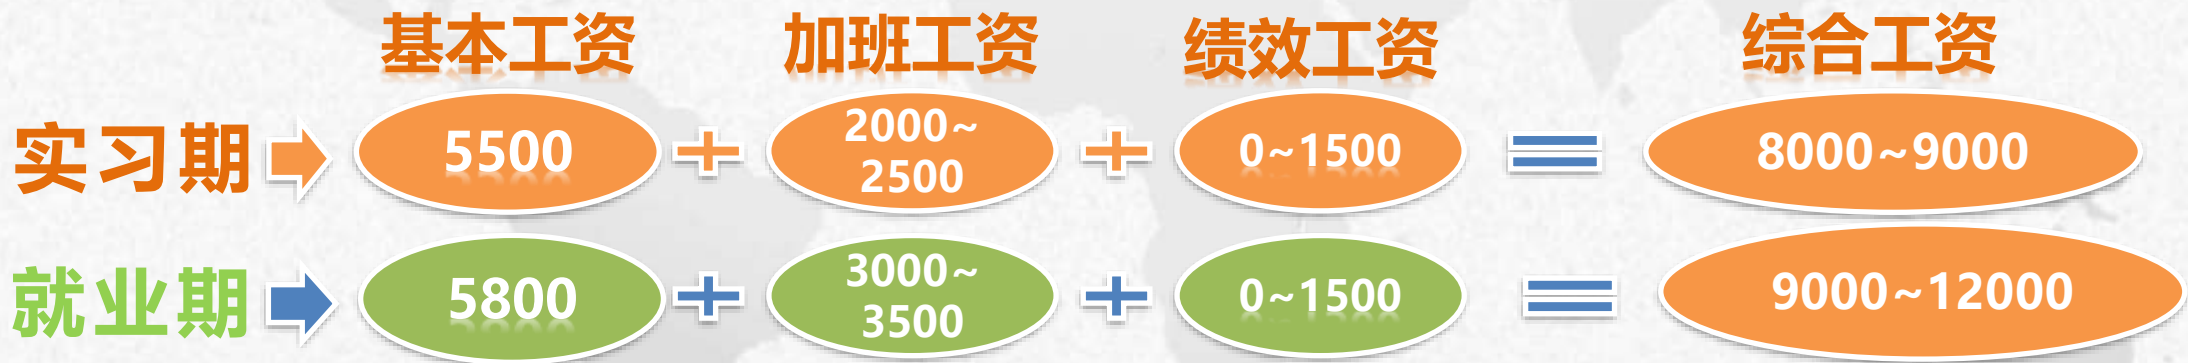 基本工资 加班工资 绩效工资 综合工资
实习期 5500 + 2000~ + 0~1500 = 8000~9000
2500
就业期 5800 + 3000~ + 0~1500 = 9000~12000
3500